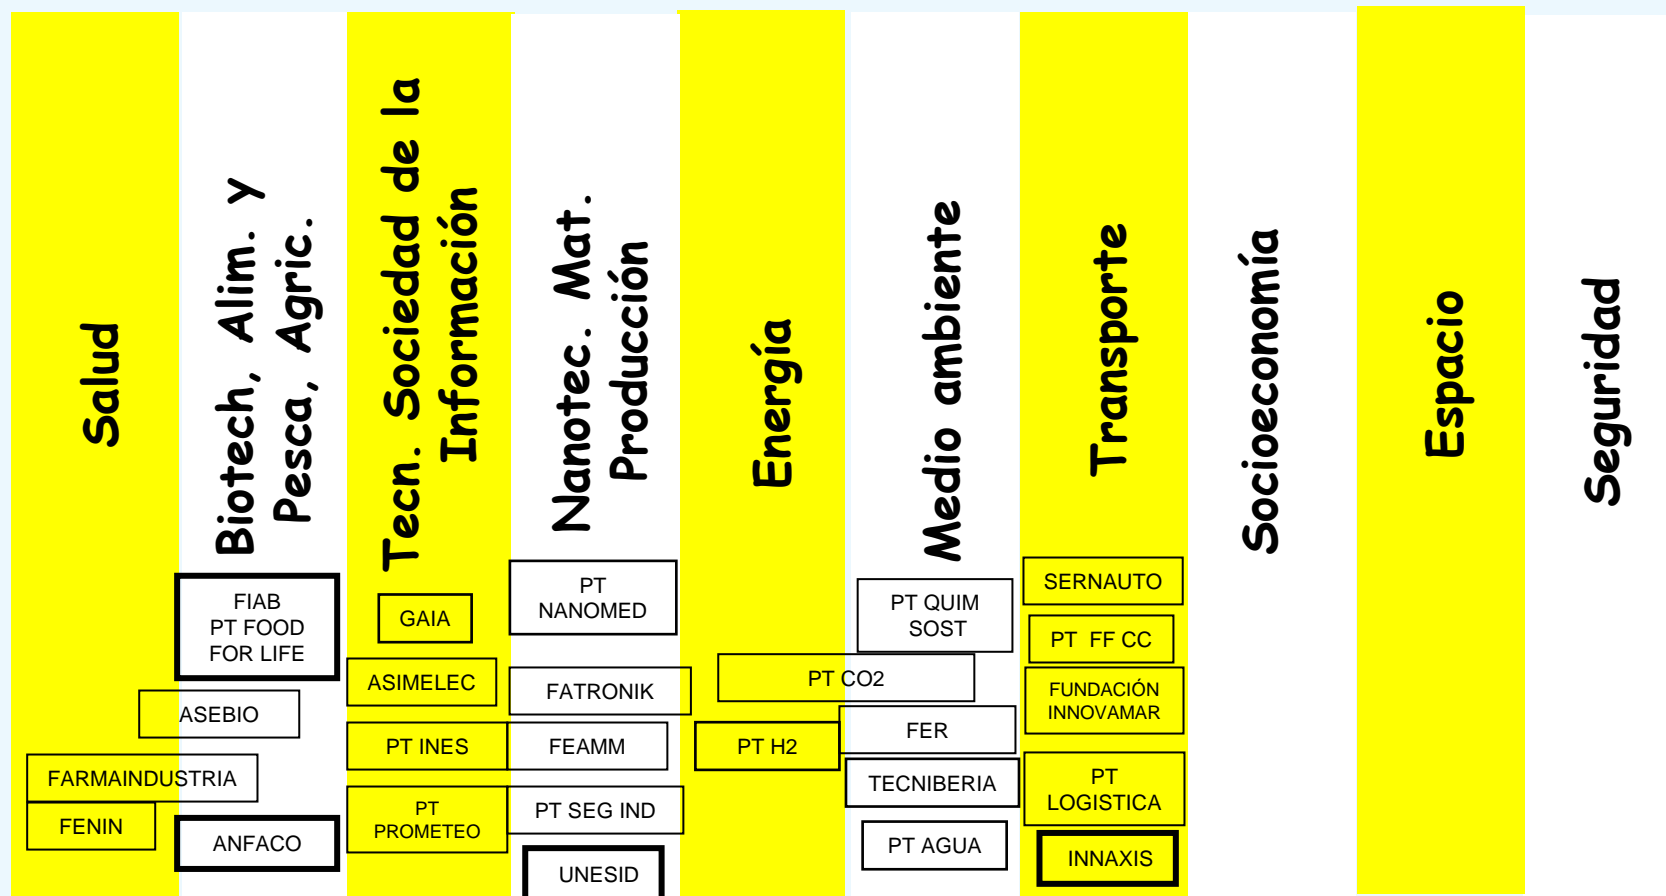 Salud
Biotech, Alim. y
Pesca, Agric.
Tecn. Sociedad de la
Información
Nanotec. Mat.
Producción
Energía
Medio ambiente
Transporte
Socioeconomía
Espacio
Seguridad
FIAB
PT FOOD
FOR LIFE
ASEBIO
FARMAINDUSTRIA
FENIN
ANFACO
GAIA
ASIMELEC
PT INES
PT
PROMETEO
PT
NANOMED
FATRONIK
FEAMM
PT SEG IND
UNESID
PT CO2
PT H2
PT QUIM
SOST
FER
TECNIBERIA
PT AGUA
SERNAUTO
PT FF CC
FUNDACIÓN
INNOVAMAR
PT
LOGISTICA
INNAXIS